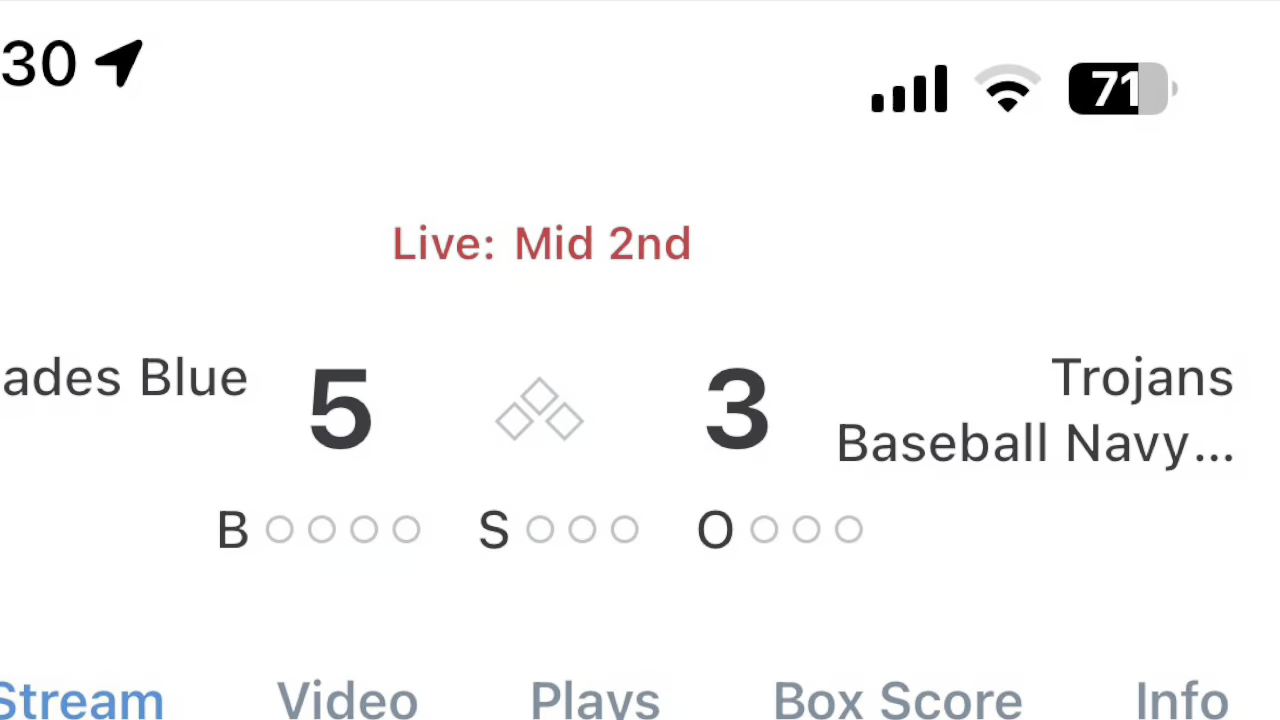 30
71
Live: Mid 2nd
ades Blue
5
3
Trojans
Baseball Navy...
B S O
Stream Video Plays Box Score Info